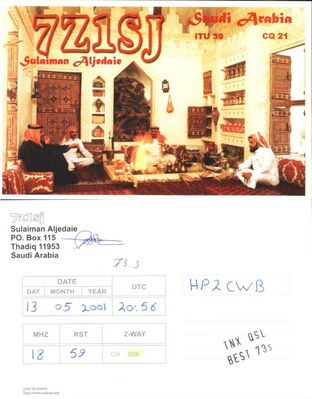 7Z1SJ
Saudi Arabia
ITU 39 CQ 21
Sulaiman Aljedaie
7z1sj
Sulaiman Aljedaie
PO. Box 115
Thadiq 11953
Saudi Arabia
73,s
DATE UTC
DAY MONTH YEAR
13 05 2001 20:56
MHZ RST 2-WAY
18 59 CW SSB
HP2CWB
TNX QSL
BEST 73s